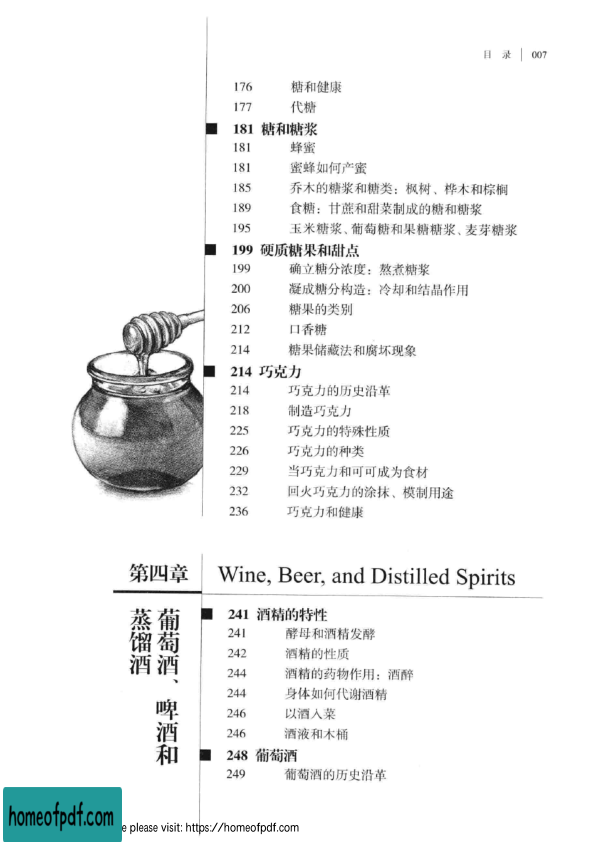 目 录 007
176 糖和健康
177 代糖
181 糖和糖浆
181 蜂蜜
181 蜜蜂如何产蜜
185 乔木的糖浆和糖类：枫树、桦木和棕榈
189 食糖：甘蔗和甜菜制成的糖和糖浆
195 玉米糖浆、葡萄糖和果糖糖浆、麦芽糖浆
199 硬质糖果和甜点
199 确立糖分浓度：熬煮糖浆
200 凝成糖分构造：冷却和结晶作用
206 糖果的类别
212 口香糖
214 糖果储藏法和腐坏现象
214 巧克力
214 巧克力的历史沿革
218 制造巧克力
225 巧克力的特殊性质
226 巧克力的种类
229 当巧克力和可可成为食材
232 回火巧克力的涂抹、模制用途
236 巧克力和健康
第四章 Wine, Beer, and Distilled Spirits
葡萄酒、啤酒和
蒸馏酒
241 酒精的特性
241 酵母和酒精发酵
242 酒精的性质
244 酒精的药物作用：酒醉
244 身体如何代谢酒精
246 以酒入菜
246 酒液和木桶
248 葡萄酒
249 葡萄酒的历史沿革
homeofpdf.com
e please visit: https://homeofpdf.com